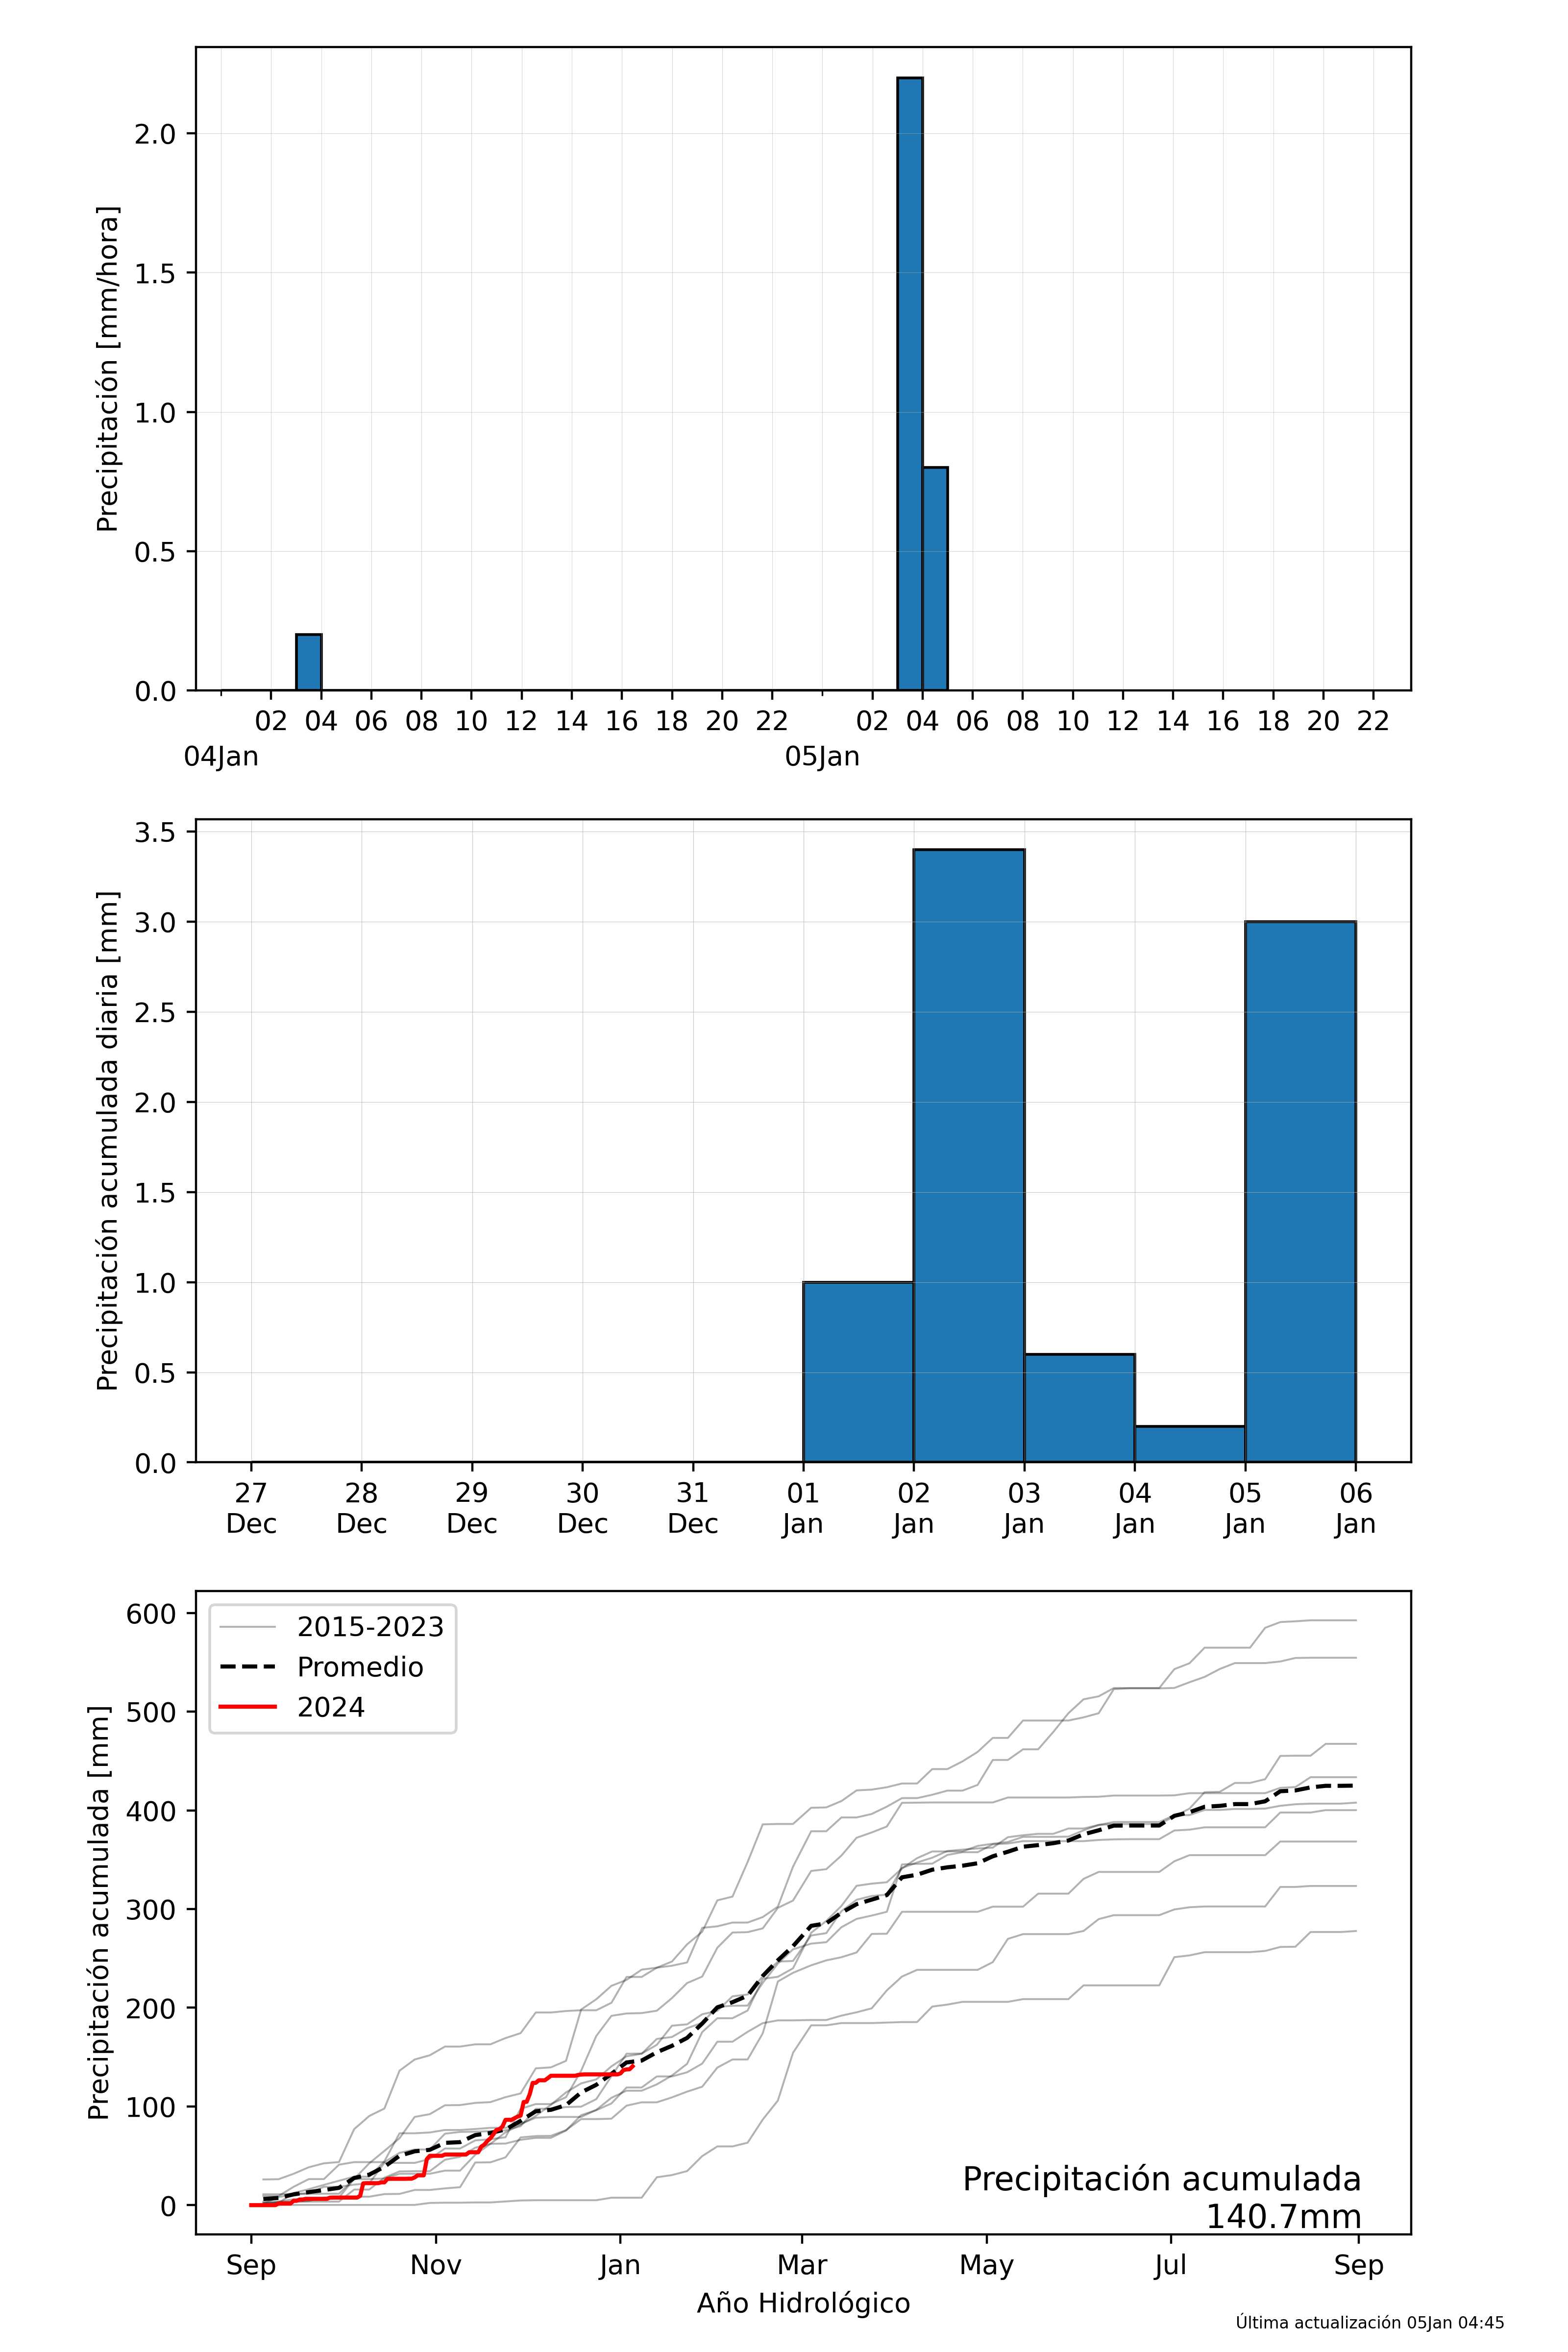 Precipitación [mm/hora]
2.0
1.5
1.0
0.5
0.0
02 04 06 08 10 12 14 16 18 20 22 02 04 06 08 10 12 14 16 18 20 22
04Jan 05Jan
Precipitación acumulada diaria [mm]
3.5
3.0
2.5
2.0
1.5
1.0
0.5
0.0
27 28 29 30 31 01 02 03 04 05 06
Dec Dec Dec Dec Dec Jan Jan Jan Jan Jan Jan
Precipitación acumulada [mm]
600
500
400
300
200
100
0
2015-2023
Promedio
2024
Precipitación acumulada
140.7mm
Sep Nov Jan Mar May Jul Sep
Año Hidrológico
Última actualización 05Jan 04:45